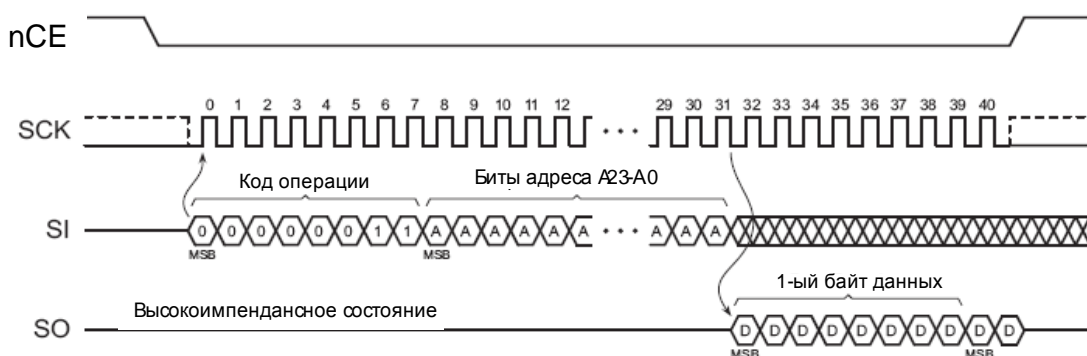 nCE
0 1 2 3 4 5 6 7 8 9 10 11 12 29 30 31 32 33 34 35 36 37 38 39 40
SCK
Код операции
Биты адреса A23-A0
SI
0 0 0 0 0 0 1 1 A A A A A A A A A
MSB MSB
1-ый байт данных
Высокоимпендансное состояние
SO
D D D D D D D D D D
MSB MSB